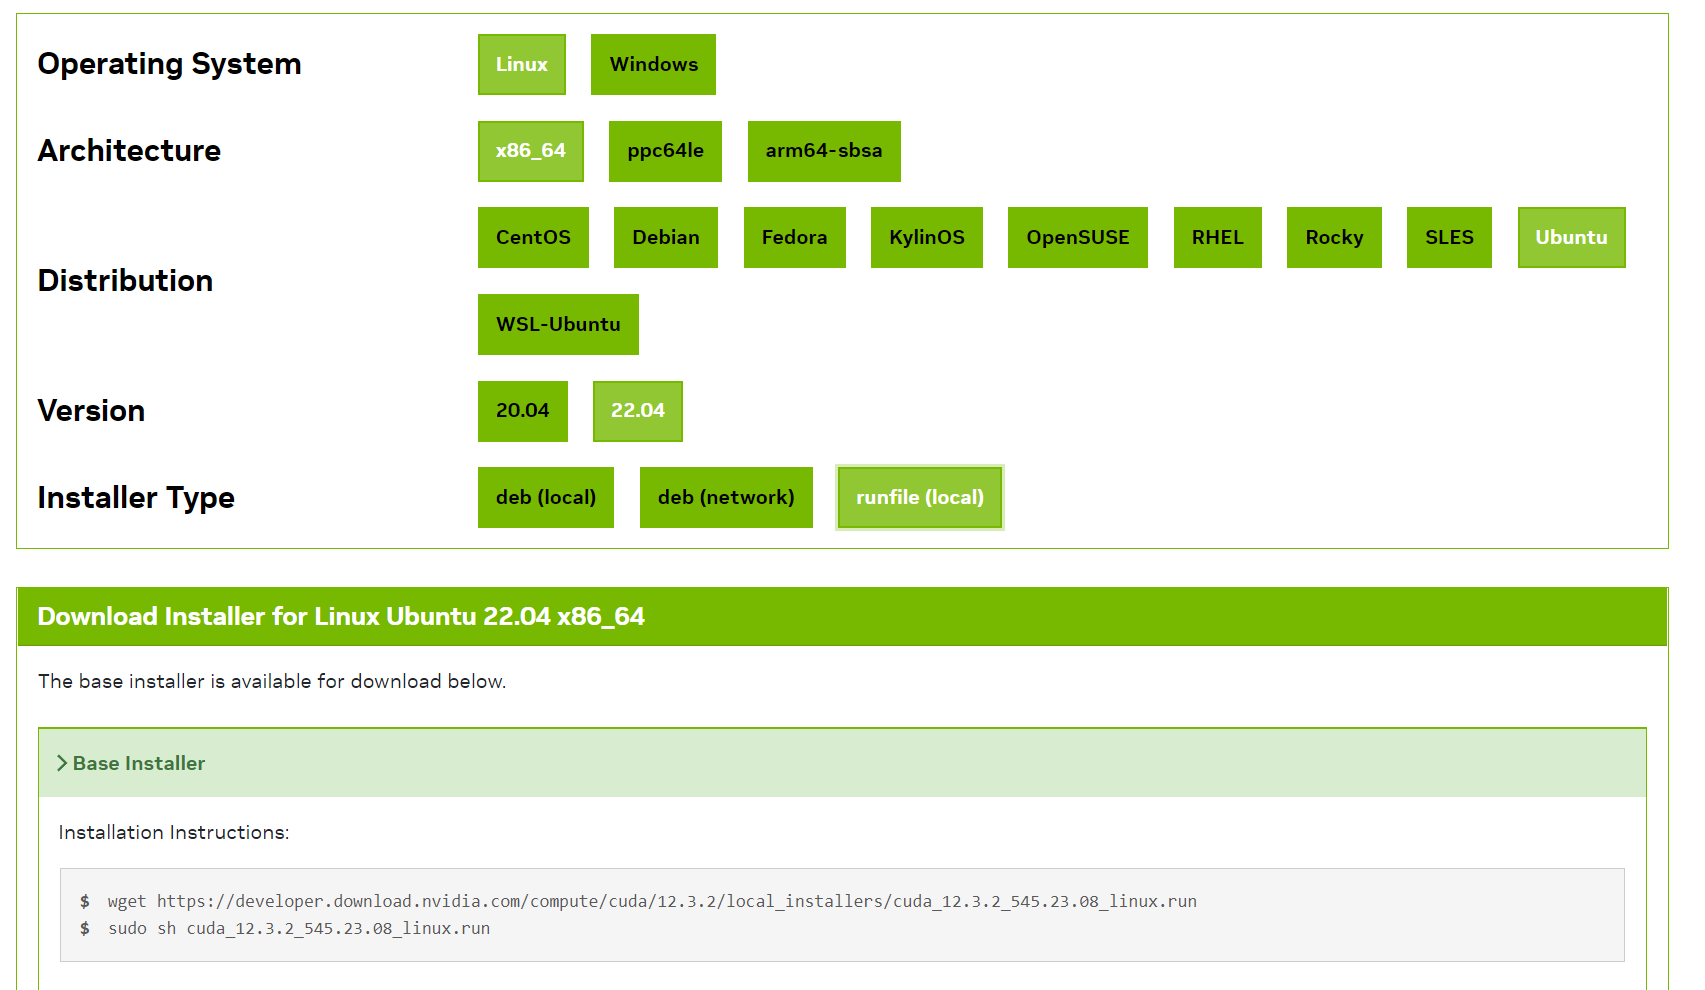 Operating System
Linux Windows
Architecture
x86_64 ppc64le arm64-sbsa
Distribution
CentOS Debian Fedora KylinOS OpenSUSE RHEL Rocky SLES Ubuntu
WSL-Ubuntu
Version
20.04 22.04
Installer Type
deb (local) deb (network) runfile (local)
Download Installer for Linux Ubuntu 22.04 x86_64
The base installer is available for download below.
Base Installer
Installation Instructions:
$ wget https://developer.download.nvidia.com/compute/cuda/12.3.2/local_installers/cuda_12.3.2_545.23.08_linux.run
$ sudo sh cuda_12.3.2_545.23.08_linux.run